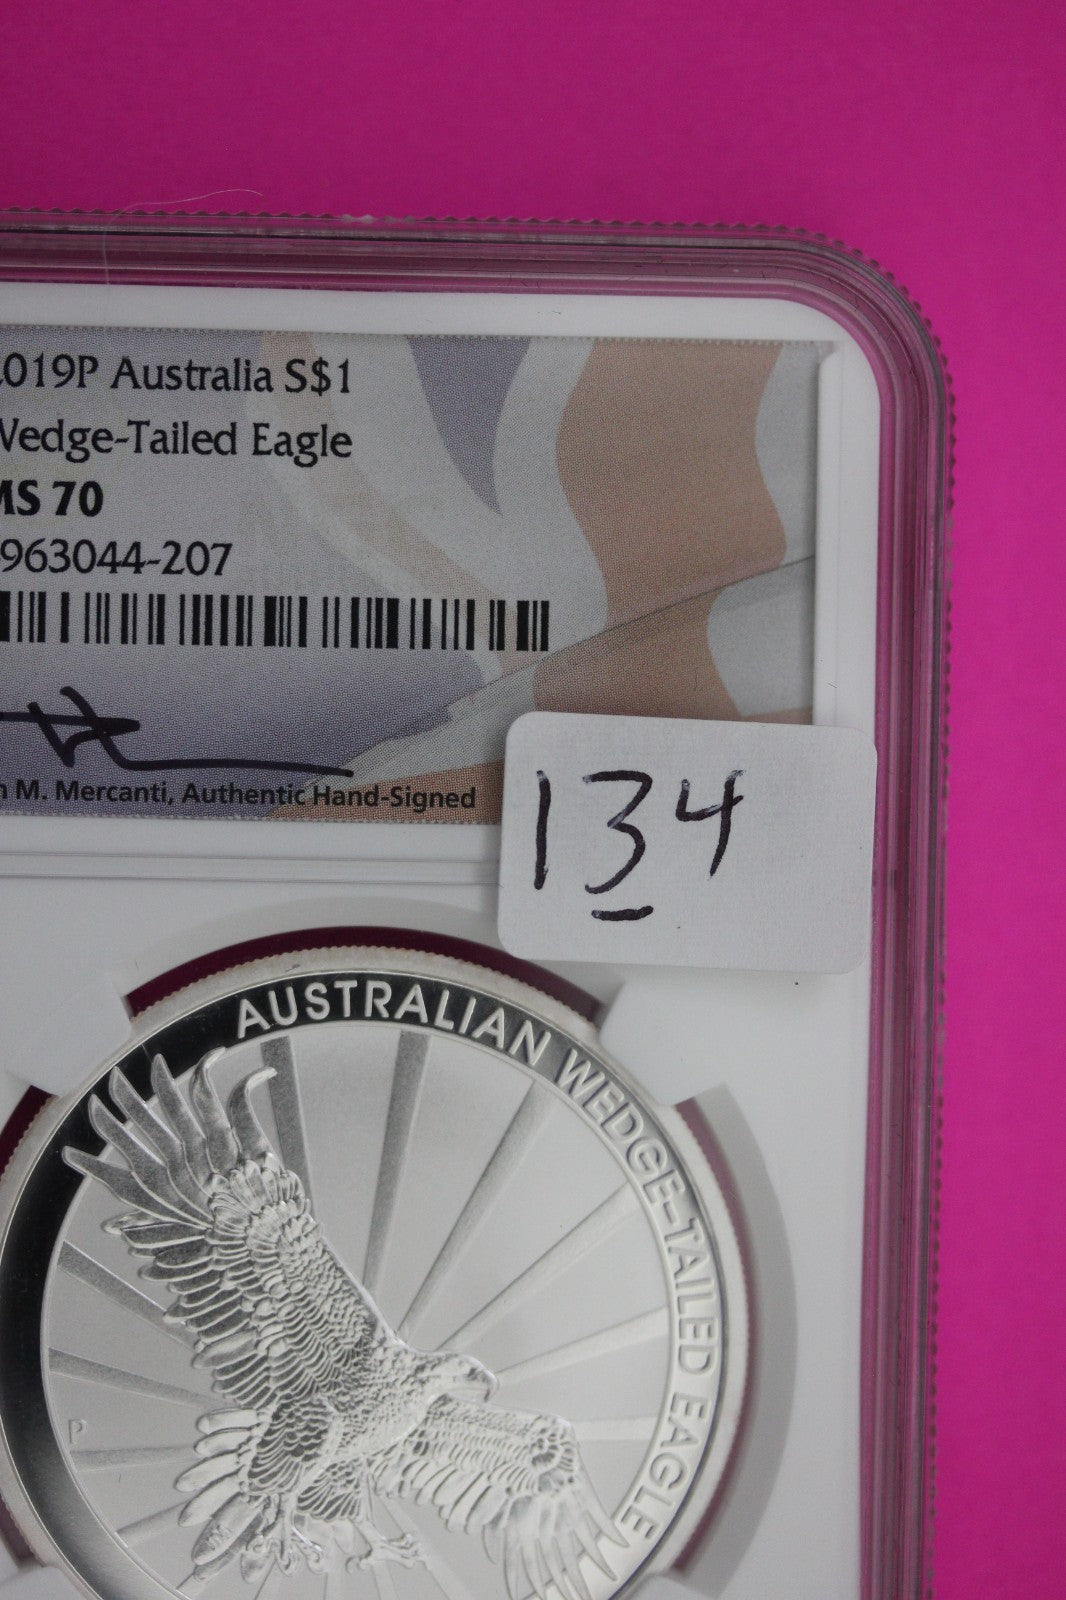 2019P Australia S$1
Wedge-Tailed Eagle
MS 70
963044-207
M. Mercanti, Authentic Hand-Signed
134
AUSTRALIAN WEDGE-TAILED EAGLE
P